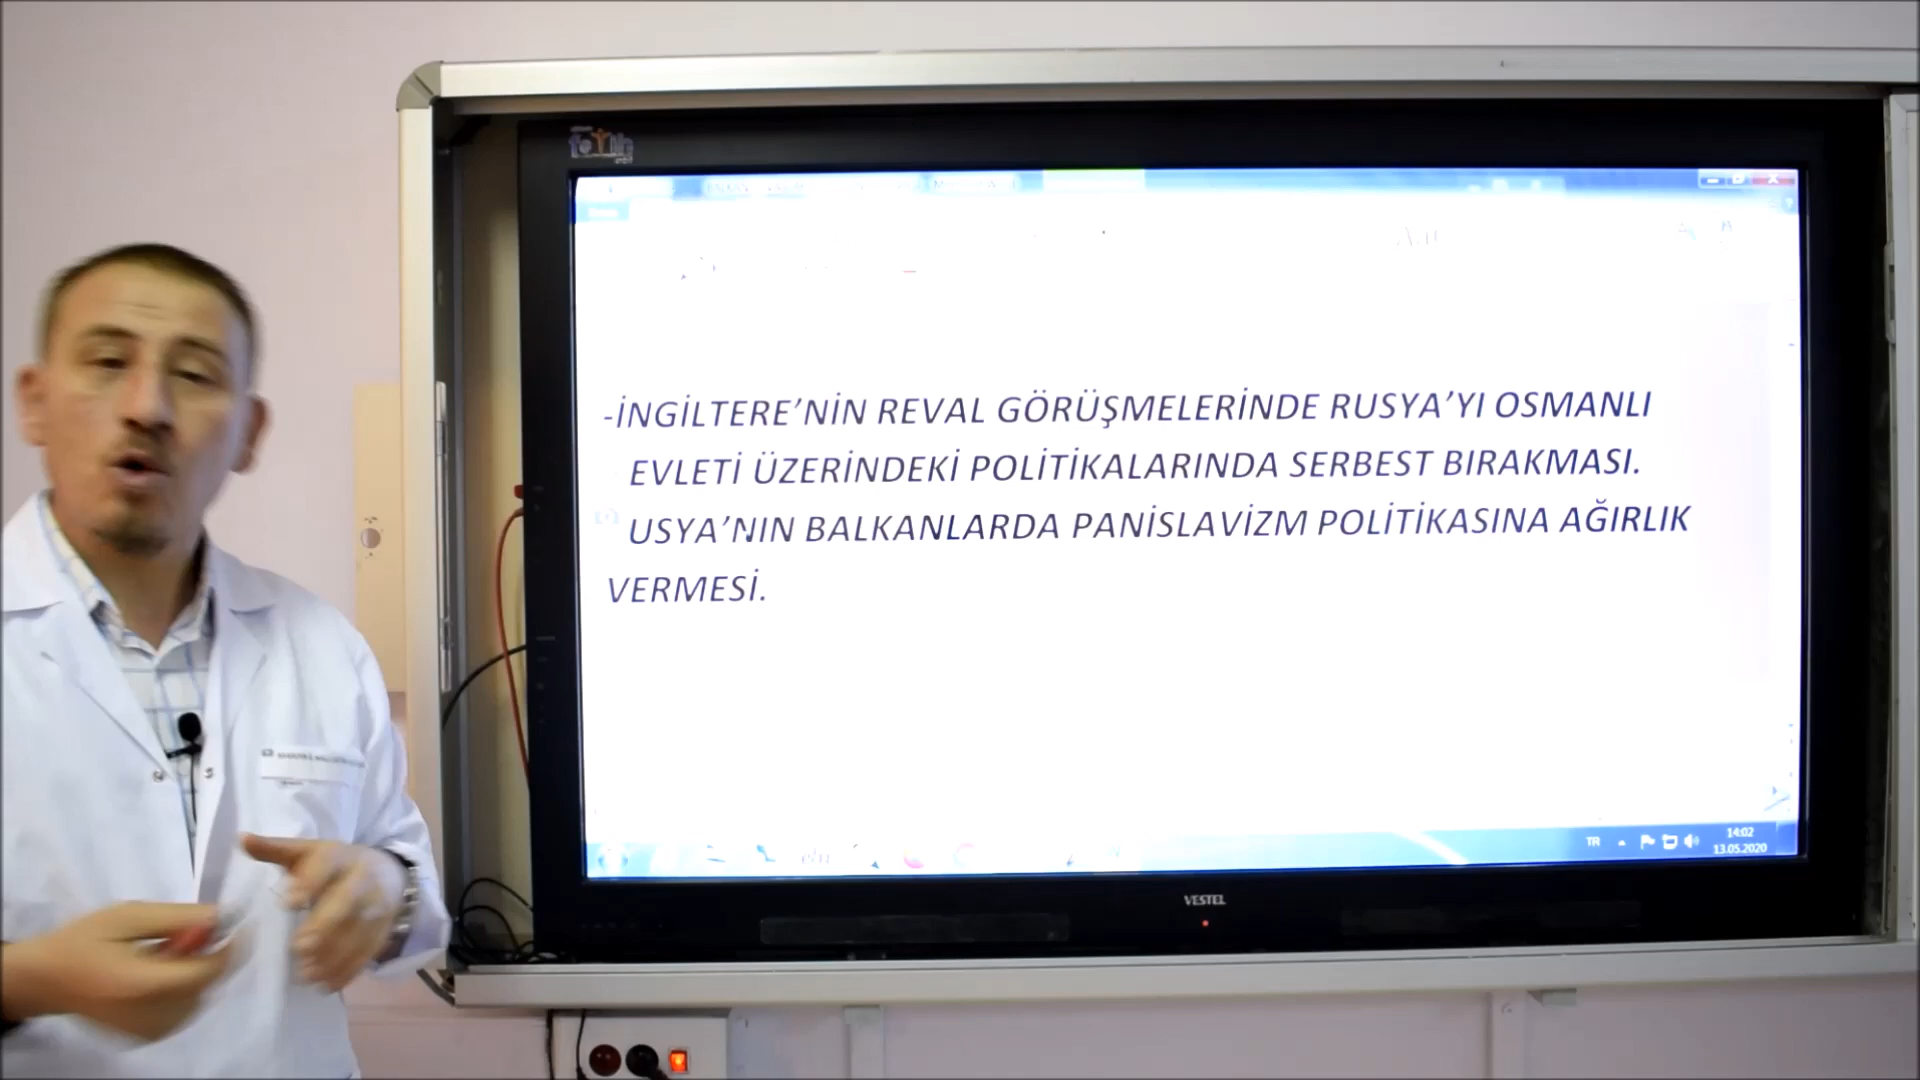 fatih
-İNGİLTERE’NİN REVAL GÖRÜŞMELERİNDE RUSYA’YI OSMANLI
EVLETİ ÜZERİNDEKİ POLİTİKALARINDA SERBEST BIRAKMASI.
USYA’NIN BALKANLARDA PANİSLAVİZM POLİTİKASINA AĞIRLIK
VERMESİ.
TR
14:02
13.05.2020
VESTEL